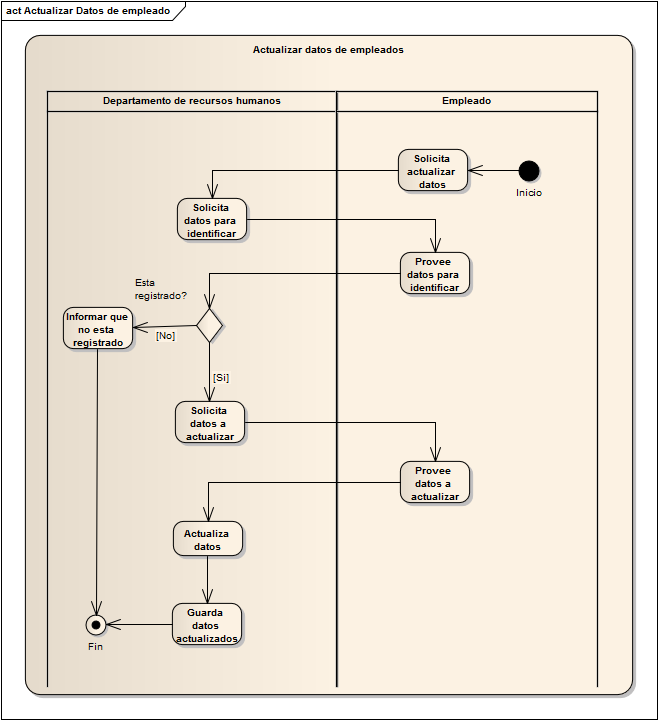 act Actualizar Datos de empleado
Actualizar datos de empleados
Departamento de recursos humanos
Empleado
Solicita
actualizar
datos
Inicio
Solicita
datos para
identificar
Provee
datos para
identificar
Esta
registrado?
Informar que
no esta
registrado
[No]
[Si]
Solicita
datos a
actualizar
Provee
datos a
actualizar
Actualiza
datos
Guarda
datos
actualizados
Fin